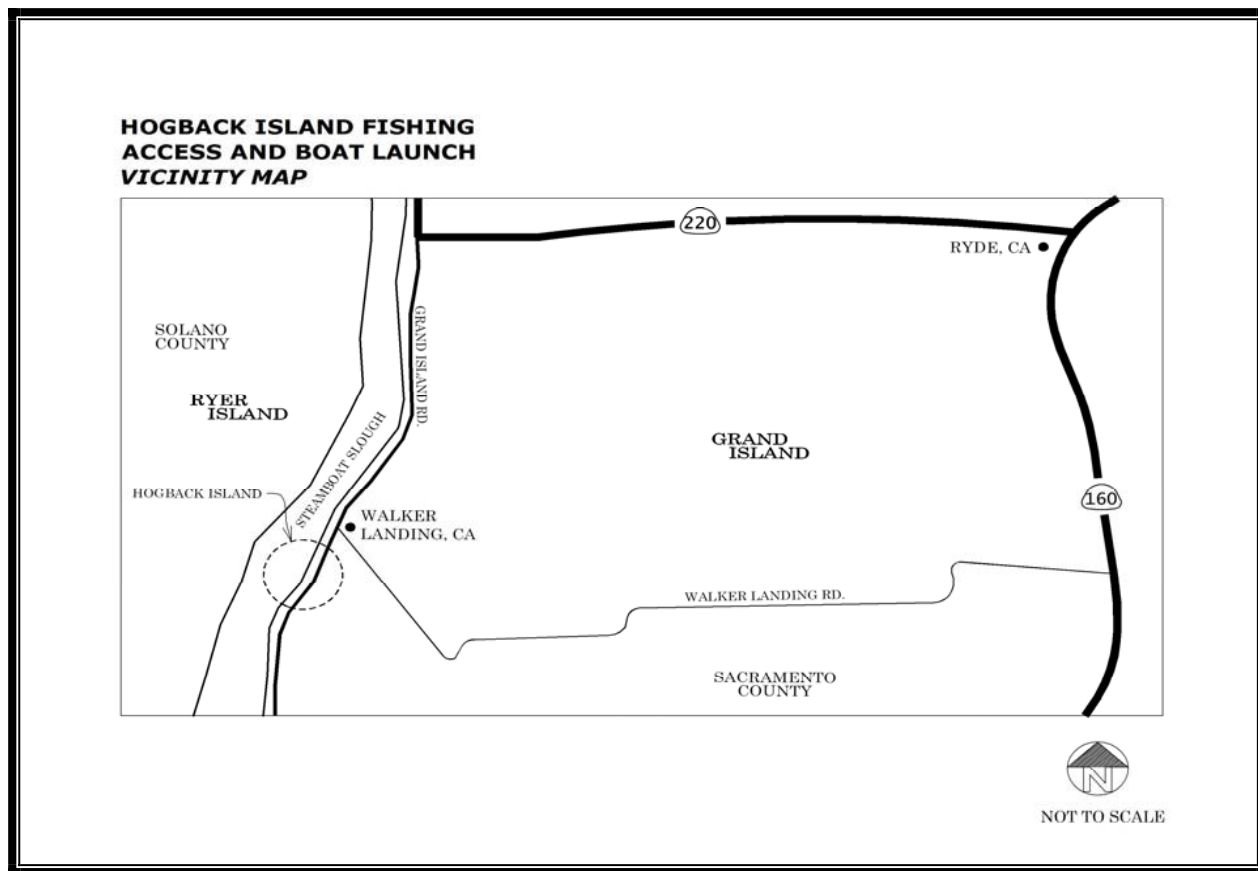 HOGBACK ISLAND FISHING
ACCESS AND BOAT LAUNCH
VICINITY MAP
220
RYDE, CA
SOLANO
COUNTY
GRAND ISLAND RD.
RYER
ISLAND
STEAMBOAT SLOUGH
GRAND
ISLAND
HOGBACK ISLAND
160
WALKER
LANDING, CA
WALKER LANDING RD.
SACRAMENTO
COUNTY
N
NOT TO SCALE